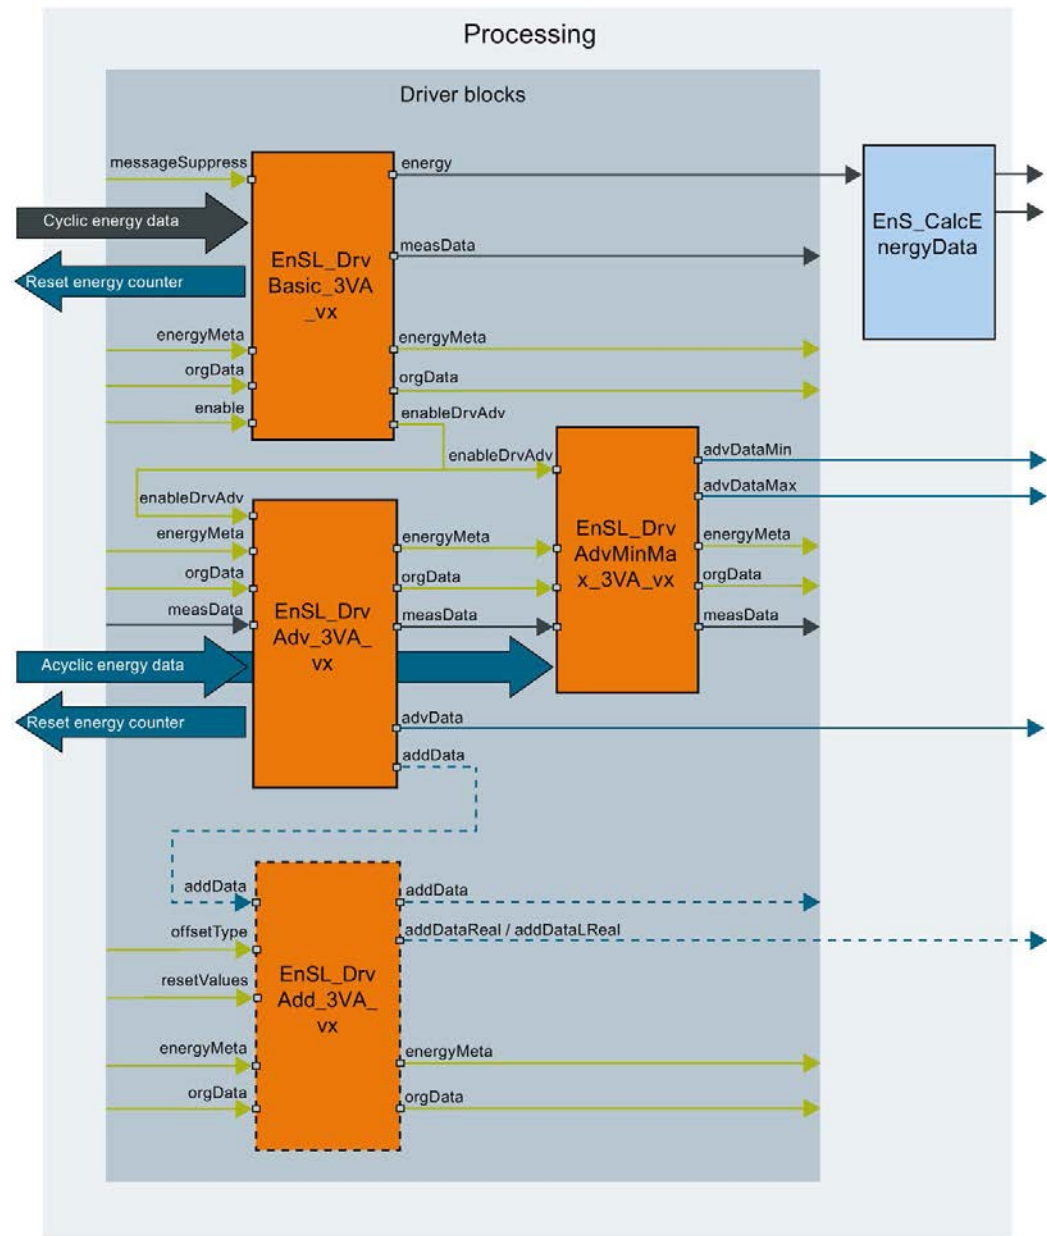 Processing
Driver blocks
messageSuppress
energy
Cyclic energy data
EnS_CalcE
nergyData
measData
EnSL_Drv
Basic_3VA
_vx
Reset energy counter
energyMeta
energyMeta
orgData
orgData
enable
enableDrvAdv
enableDrvAdv
advDataMin
advDataMax
enableDrvAdv
EnSL_Drv
AdvMinMa
x_3VA_vx
energyMeta
energyMeta
energyMeta
orgData
orgData
orgData
measData
EnSL_Drv
Adv_3VA_
vx
measData
measData
Acyclic energy data
Reset energy counter
advData
addData
addData
addData
offsetType
addDataReal / addDataLReal
EnSL_Drv
Add_3VA_
vx
resetValues
energyMeta
energyMeta
orgData
orgData